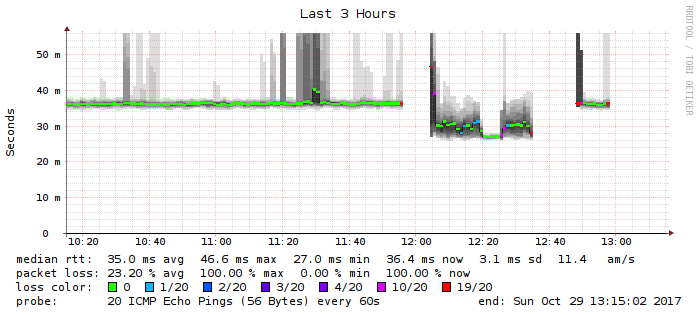 Last 3 Hours
RRDTOOL / TOBI OETIKER
Seconds
50 m
40 m
30 m
20 m
10 m
0
10:20 10:40 11:00 11:20 11:40 12:00 12:20 12:40 13:00
median rtt: 35.0 ms avg 46.6 ms max 27.0 ms min 36.4 ms now 3.1 ms sd 11.4 am/s
packet loss: 23.20 % avg 100.00 % max 0.00 % min 100.00 % now
loss color: 0 1/20 2/20 3/20 4/20 10/20 19/20
probe: 20 ICMP Echo Pings (56 Bytes) every 60s end: Sun Oct 29 13:15:02 2017